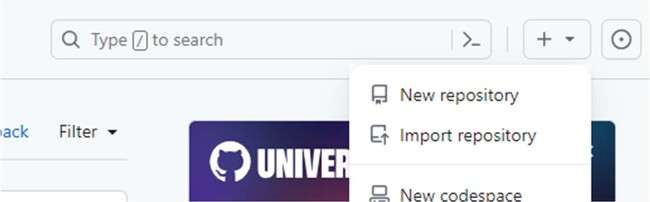 Type / to search
New repository
ack Filter
Import repository
UNIVER
New codespace